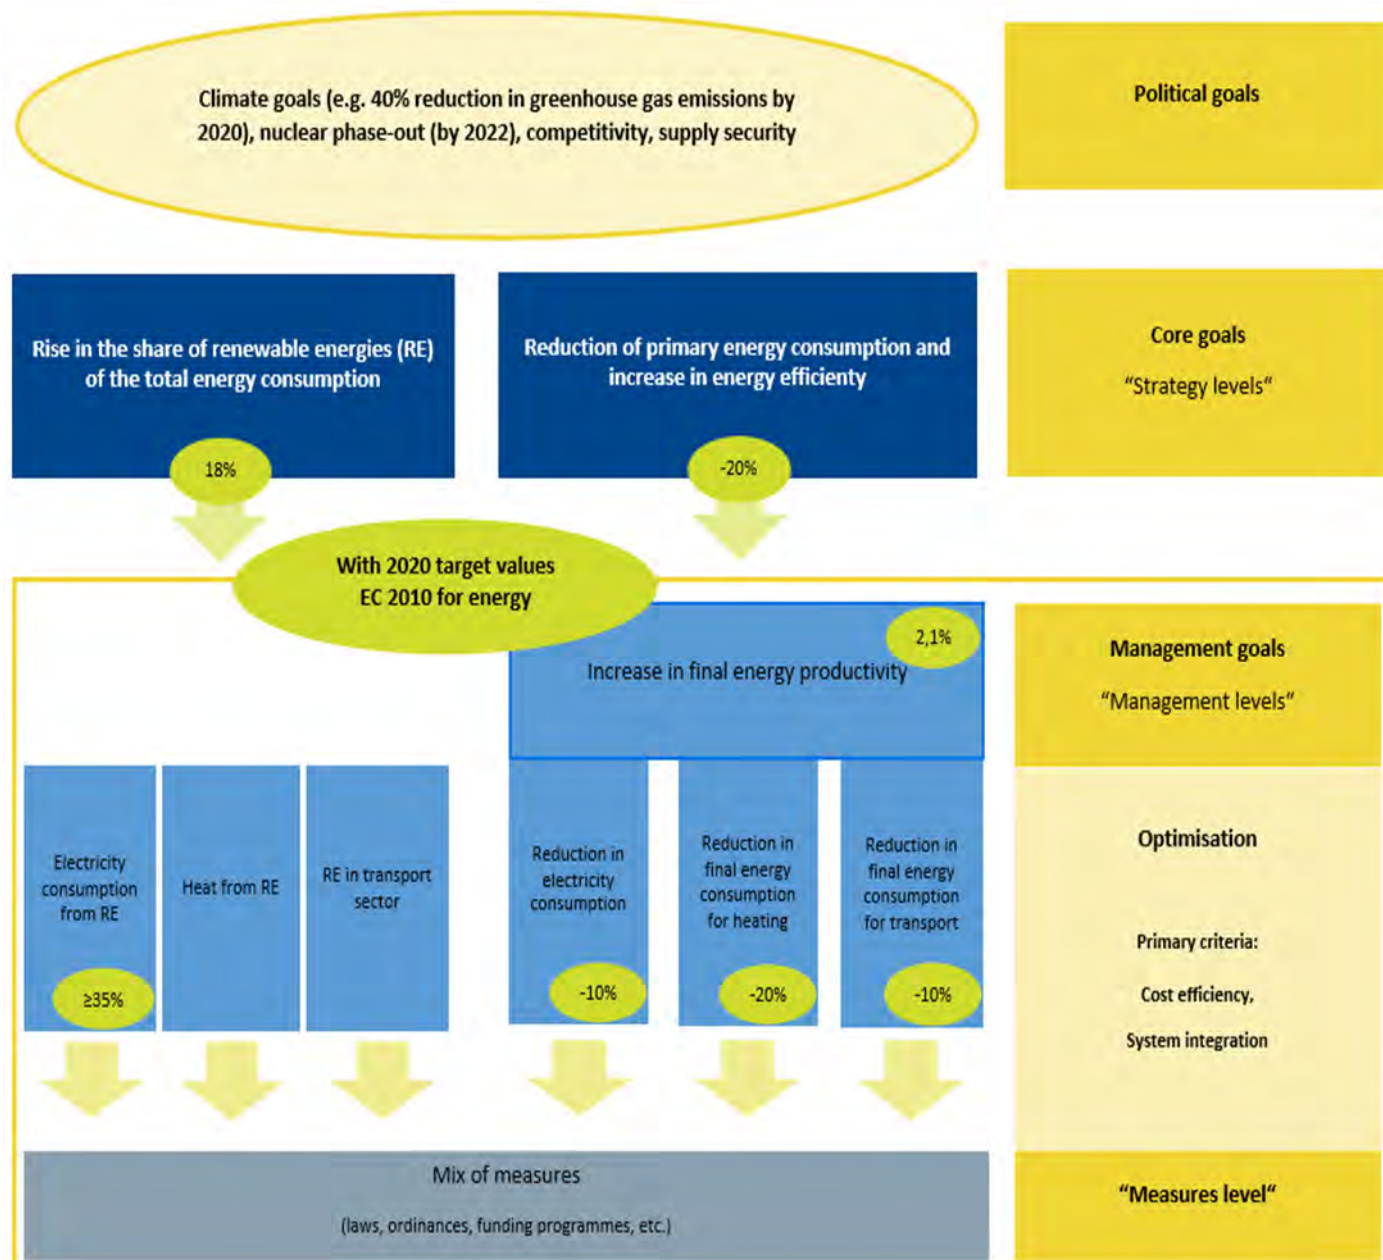 Climate goals (e.g. 40% reduction in greenhouse gas emissions by
2020), nuclear phase-out (by 2022), competitivity, supply security
Political goals
Rise in the share of renewable energies (RE)
of the total energy consumption
18%
Reduction of primary energy consumption and
increase in energy efficienty
-20%
Core goals
“Strategy levels“
With 2020 target values
EC 2010 for energy
2,1%
Increase in final energy productivity
Management goals
“Management levels“
Electricity
consumption
from RE
≥35%
Heat from RE
RE in transport
sector
Reduction in
electricity
consumption
-10%
Reduction in
final energy
consumption
for heating
-20%
Reduction in
final energy
consumption
for transport
-10%
Optimisation
Primary criteria:
Cost efficiency,
System integration
Mix of measures
(laws, ordinances, funding programmes, etc.)
“Measures level“